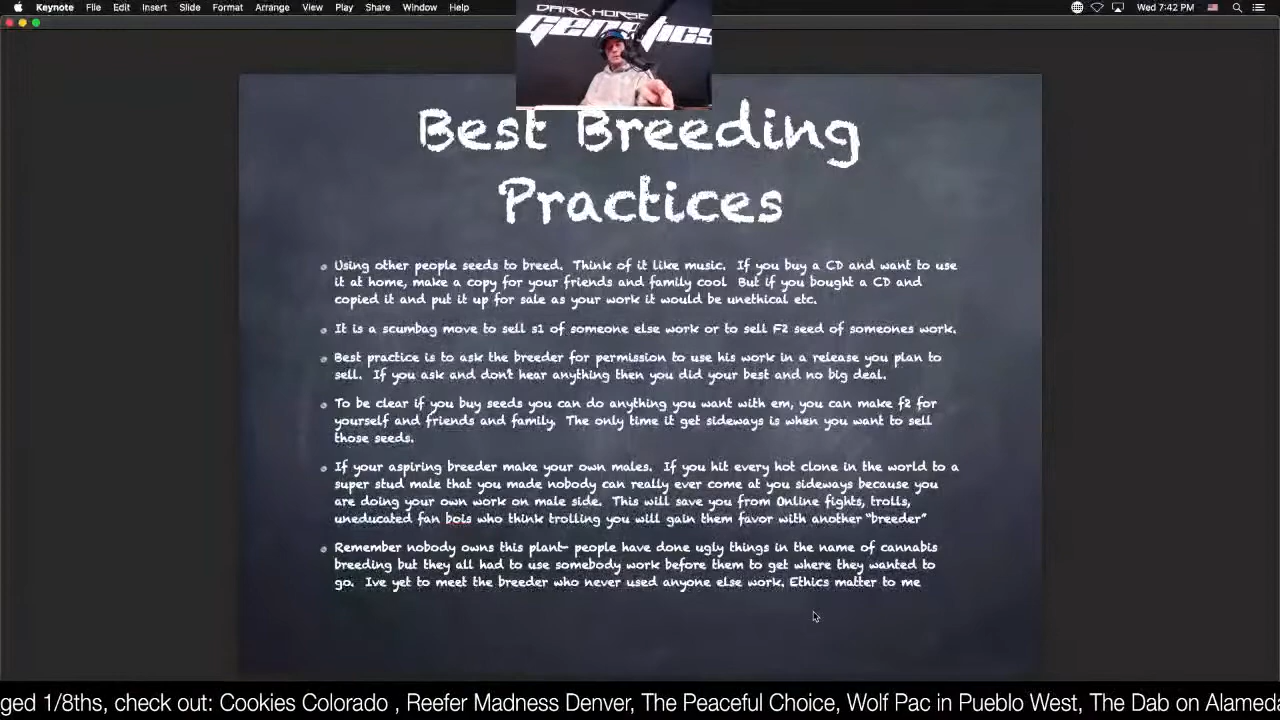 Keynote File Edit Insert Slide Format Arrange View Play Share Window Help Wed 7:42 PM
DARK HORSE
Genetics
Best Breeding
Practices
Using other people seeds to breed. Think of it like music. If you buy a CD and want to use
it at home, make a copy for your friends and family cool But if you bought a CD and
copied it and put it up for sale as your work it would be unethical etc.
It is a scumbag move to sell s1 of someone else work or to sell F2 seed of someones work.
Best practice is to ask the breeder for permission to use his work in a release you plan to
sell. If you ask and don't hear anything then you did your best and no big deal.
To be clear if you buy seeds you can do anything you want with em, you can make f2 for
yourself and friends and family. The only time it get sideways is when you want to sell
those seeds.
If your aspiring breeder make your own males. If you hit every hot clone in the world to a
super stud male that you made nobody can really ever come at you sideways because you
are doing your own work on male side. This will save you from Online fights, trolls,
uneducated fan bois who think trolling you will gain them favor with another "breeder"
Remember nobody owns this plant- people have done ugly things in the name of cannabis
breeding but they all had to use somebody work before them to get where they wanted to
go. Ive yet to meet the breeder who never used anyone else work. Ethics matter to me
ged 1/8ths, check out: Cookies Colorado , Reefer Madness Denver, The Peaceful Choice, Wolf Pac in Pueblo West, The Dab on Alameda